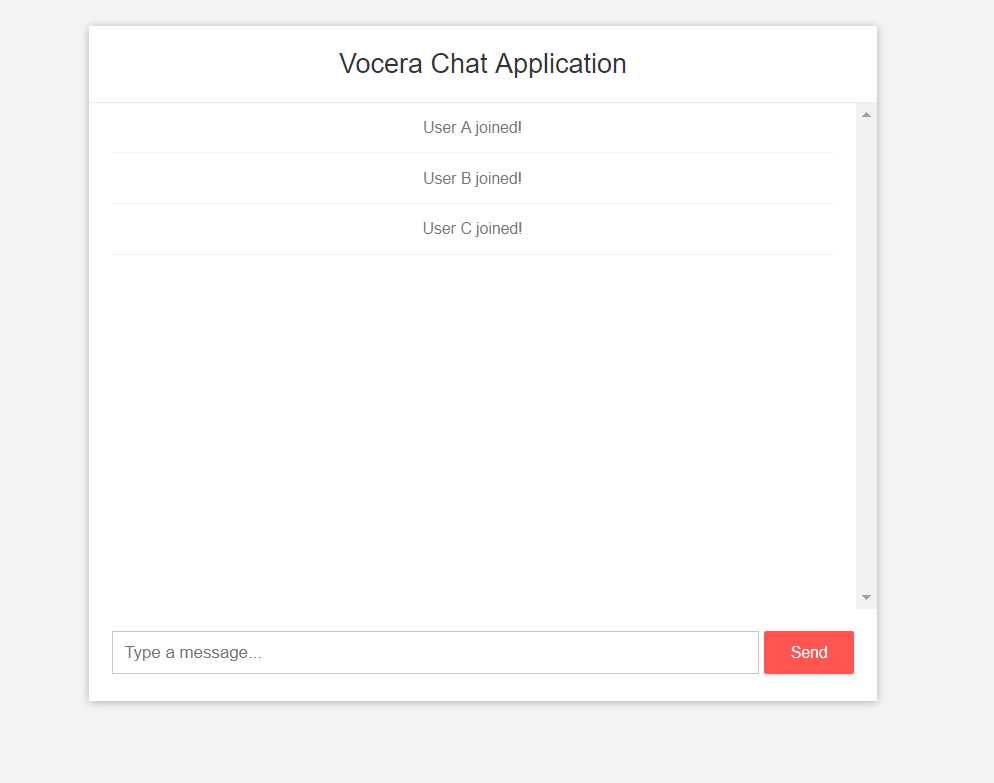 Vocera Chat Application
User A joined!
User B joined!
User C joined!
Type a message...
Send